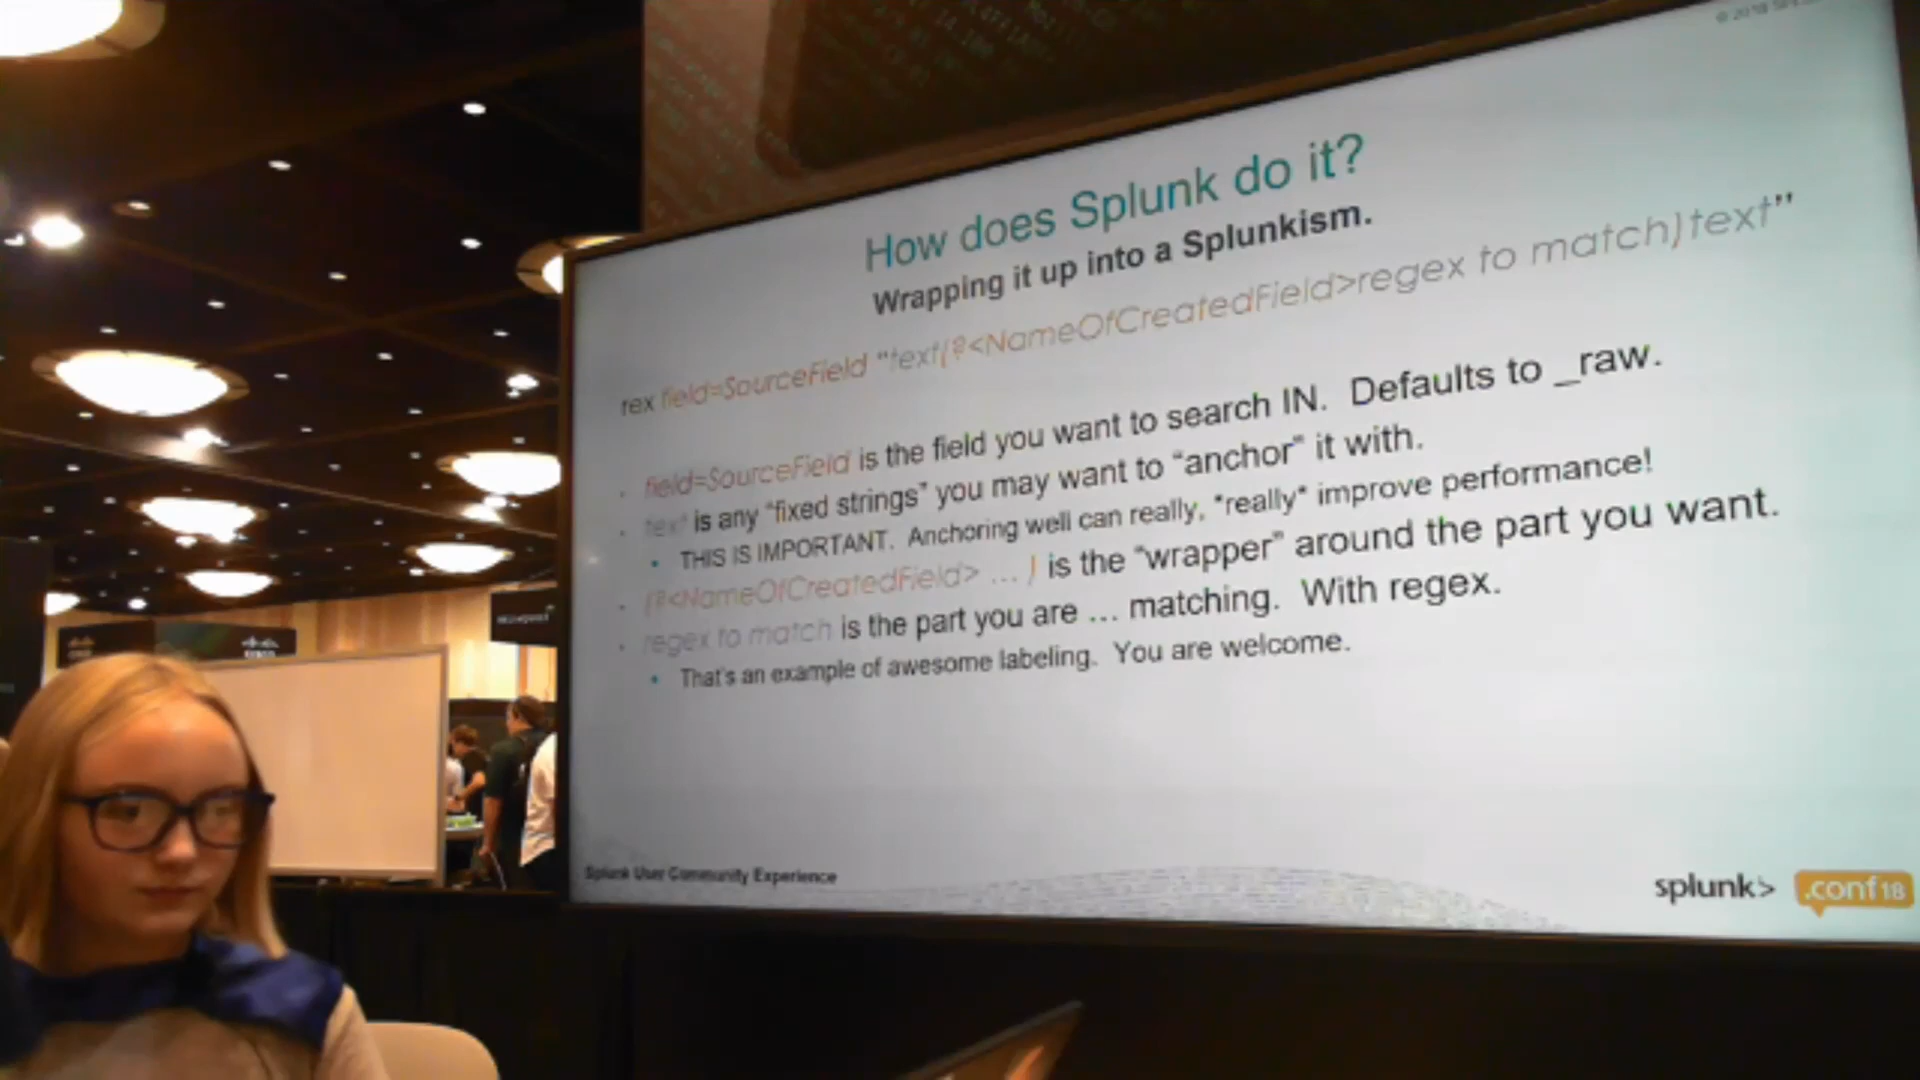 © 2018
How does Splunk do it?
Wrapping it up into a Splunkism.
rex field=SourceField "text(?<NameOfCreatedField>regex to match)text"
• field=SourceField is the field you want to search IN. Defaults to _raw.
• text is any "fixed strings" you may want to "anchor" it with.
• THIS IS IMPORTANT. Anchoring well can really, *really* improve performance!
• (?<NameOfCreatedField> ... ) is the "wrapper" around the part you want.
• regex to match is the part you are ... matching. With regex.
• That's an example of awesome labeling. You are welcome.
Splunk User Community Experience
splunk> .conf18